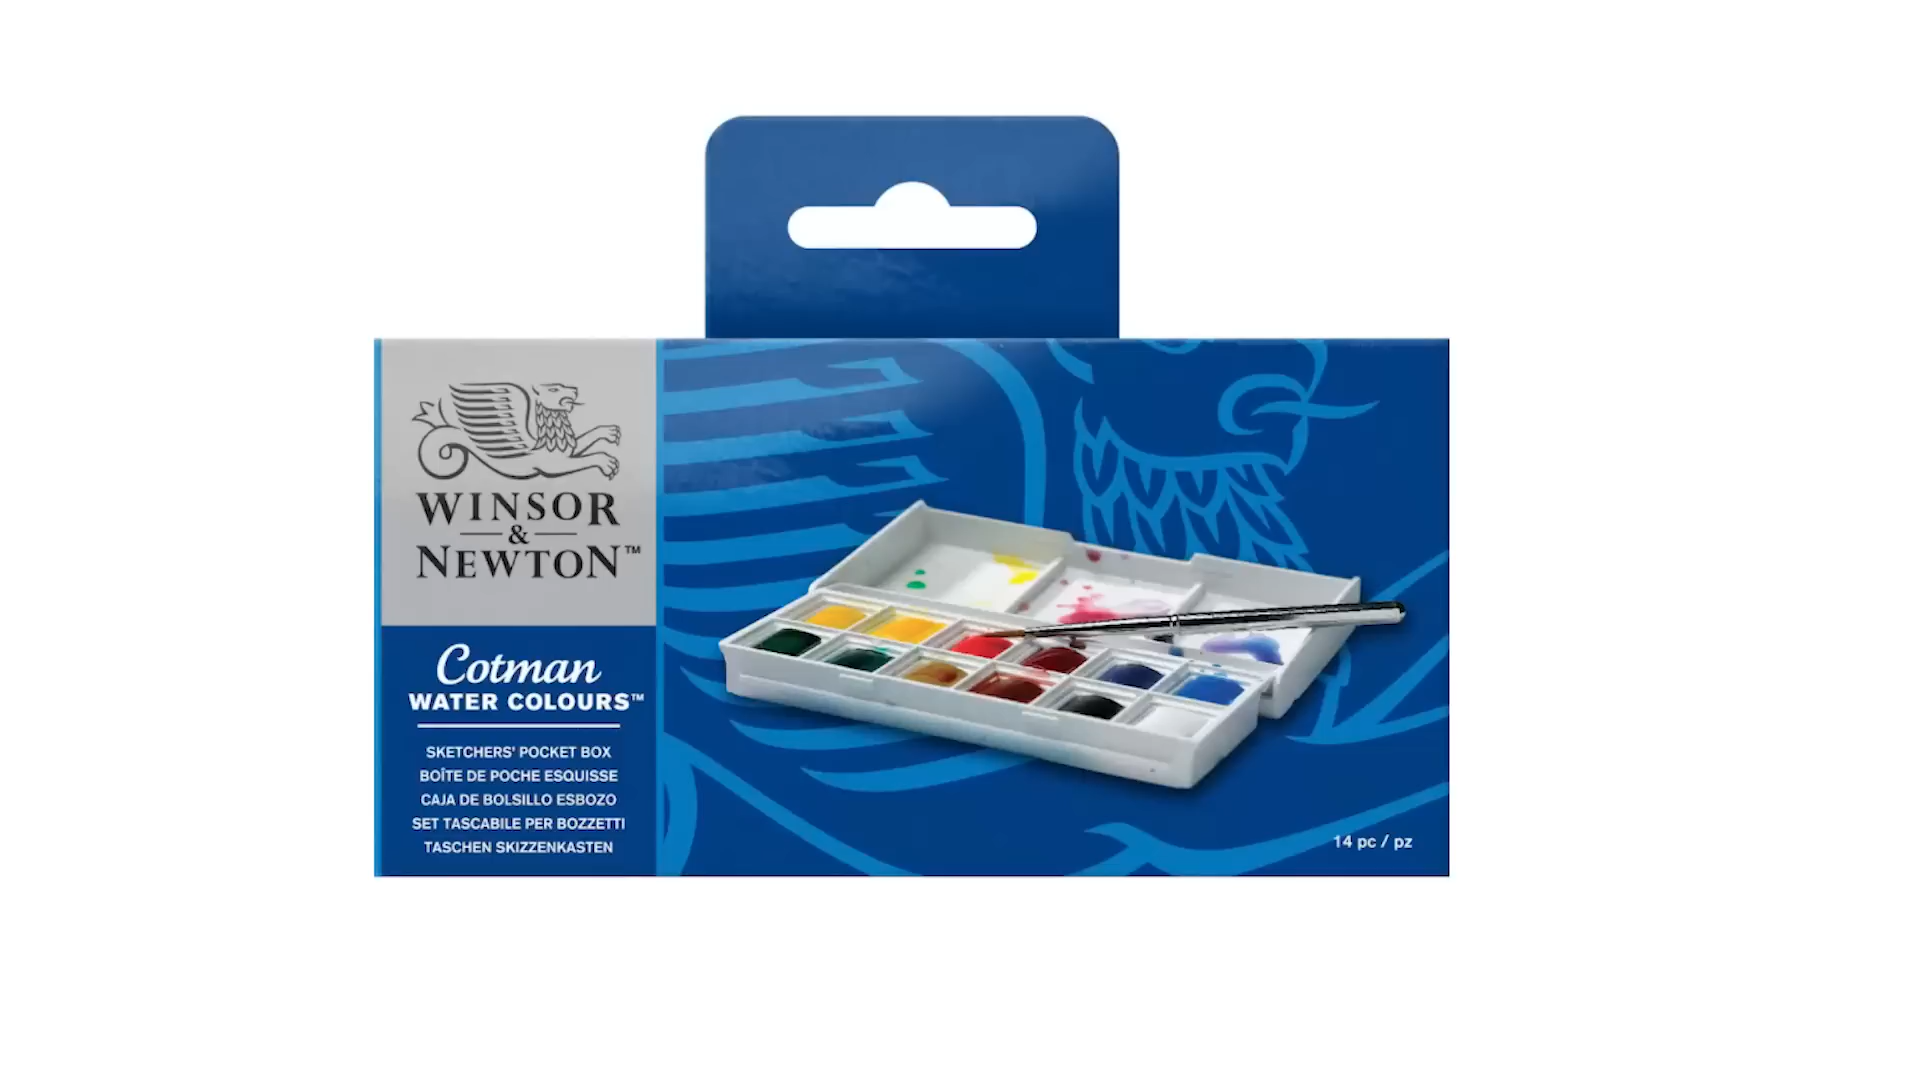 WINSOR
&
NEWTON™
Cotman
WATER COLOURS™
SKETCHERS' POCKET BOX
BOÎTE DE POCHE ESQUISSE
CAJA DE BOLSILLO ESBOZO
SET TASCABILE PER BOZZETTI
TASCHEN SKIZZENKASTEN
14 pc / pz